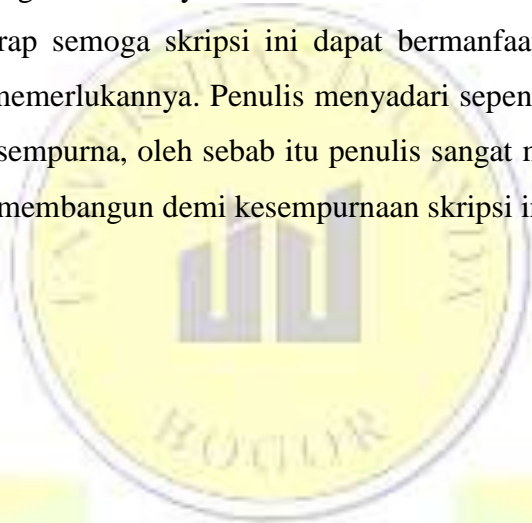 rap semoga skripsi ini dapat bermanfaa
memerlukannya. Penulis menyadari sepen
sempurna, oleh sebab itu penulis sangat
membangun demi kesempurnaan skripsi
BOGOR